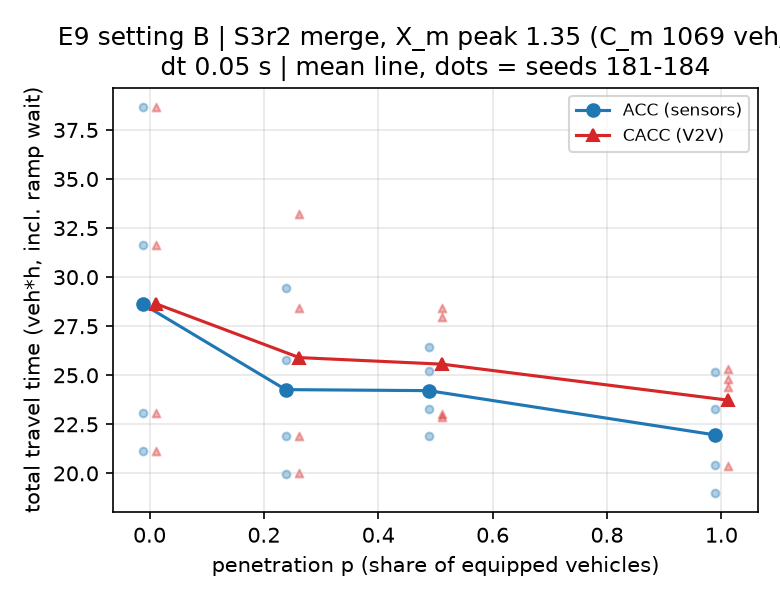 E9 setting B | S3r2 merge, X_m peak 1.35 (C_m 1069 veh,
dt 0.05 s | mean line, dots = seeds 181-184
ACC (sensors)
CACC (V2V)
total travel time (veh*h, incl. ramp wait)
37.5
35.0
32.5
30.0
27.5
25.0
22.5
20.0
0.0 0.2 0.4 0.6 0.8 1.0
penetration p (share of equipped vehicles)